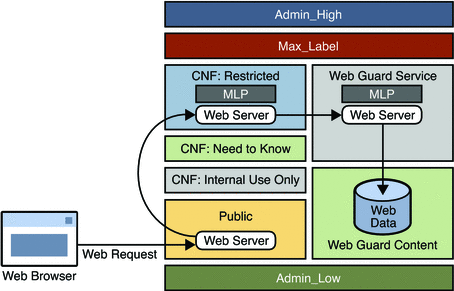 Admin_High
Max_Label
CNF: Restricted
MLP
Web Server
Web Guard Service
MLP
Web Server
CNF: Need to Know
CNF: Internal Use Only
Public
Web Server
Web
Data
Web Guard Content
Web Request
Web Browser
Admin_Low